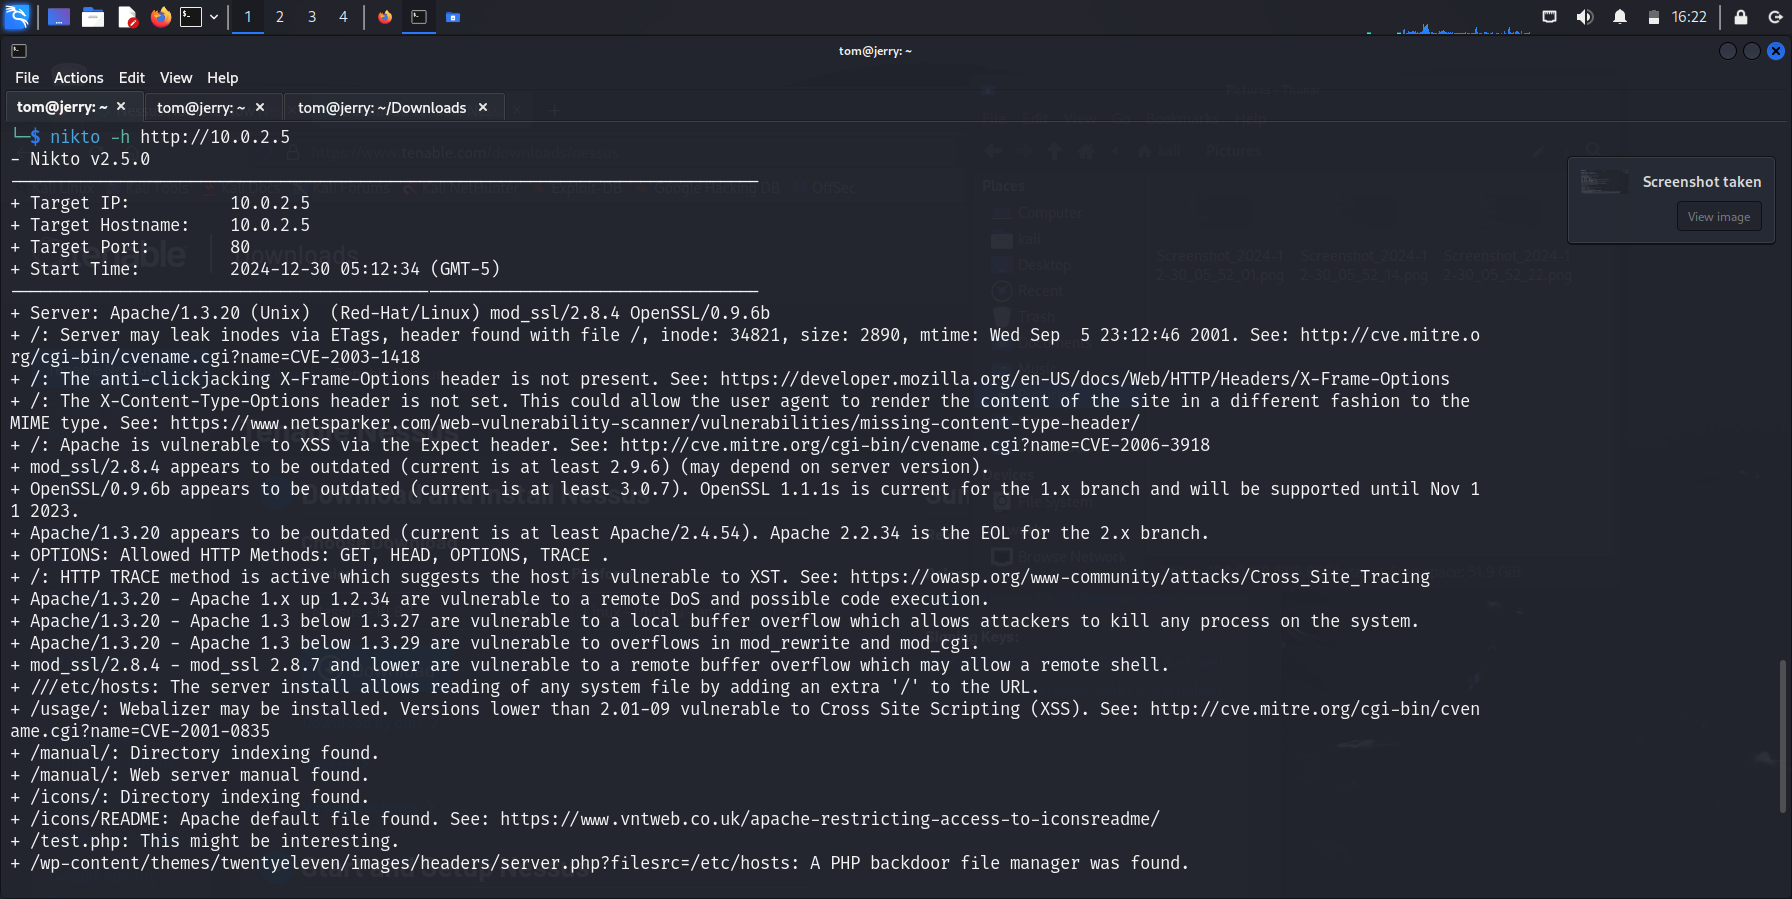 1 2 3 4 16:22
tom@jerry: ~
File Actions Edit View Help
tom@jerry: ~ × tom@jerry: ~ × tom@jerry: ~/Downloads ×
└─$ nikto -h http://10.0.2.5
- Nikto v2.5.0
---------------------------------------------------------------------------
+ Target IP:          10.0.2.5
+ Target Hostname:    10.0.2.5
+ Target Port:        80
+ Start Time:         2024-12-30 05:12:34 (GMT-5)
---------------------------------------------------------------------------
+ Server: Apache/1.3.20 (Unix)  (Red-Hat/Linux) mod_ssl/2.8.4 OpenSSL/0.9.6b
+ /: Server may leak inodes via ETags, header found with file /, inode: 34821, size: 2890, mtime: Wed Sep  5 23:12:46 2001. See: http://cve.mitre.o
rg/cgi-bin/cvename.cgi?name=CVE-2003-1418
+ /: The anti-clickjacking X-Frame-Options header is not present. See: https://developer.mozilla.org/en-US/docs/Web/HTTP/Headers/X-Frame-Options
+ /: The X-Content-Type-Options header is not set. This could allow the user agent to render the content of the site in a different fashion to the
MIME type. See: https://www.netsparker.com/web-vulnerability-scanner/vulnerabilities/missing-content-type-header/
+ /: Apache is vulnerable to XSS via the Expect header. See: http://cve.mitre.org/cgi-bin/cvename.cgi?name=CVE-2006-3918
+ mod_ssl/2.8.4 appears to be outdated (current is at least 2.9.6) (may depend on server version).
+ OpenSSL/0.9.6b appears to be outdated (current is at least 3.0.7). OpenSSL 1.1.1s is current for the 1.x branch and will be supported until Nov 1
1 2023.
+ Apache/1.3.20 appears to be outdated (current is at least Apache/2.4.54). Apache 2.2.34 is the EOL for the 2.x branch.
+ OPTIONS: Allowed HTTP Methods: GET, HEAD, OPTIONS, TRACE .
+ /: HTTP TRACE method is active which suggests the host is vulnerable to XST. See: https://owasp.org/www-community/attacks/Cross_Site_Tracing
+ Apache/1.3.20 - Apache 1.x up 1.2.34 are vulnerable to a remote DoS and possible code execution.
+ Apache/1.3.20 - Apache 1.3 below 1.3.27 are vulnerable to a local buffer overflow which allows attackers to kill any process on the system.
+ Apache/1.3.20 - Apache 1.3 below 1.3.29 are vulnerable to overflows in mod_rewrite and mod_cgi.
+ mod_ssl/2.8.4 - mod_ssl 2.8.7 and lower are vulnerable to a remote buffer overflow which may allow a remote shell.
+ ///etc/hosts: The server install allows reading of any system file by adding an extra '/' to the URL.
+ /usage/: Webalizer may be installed. Versions lower than 2.01-09 vulnerable to Cross Site Scripting (XSS). See: http://cve.mitre.org/cgi-bin/cven
ame.cgi?name=CVE-2001-0835
+ /manual/: Directory indexing found.
+ /manual/: Web server manual found.
+ /icons/: Directory indexing found.
+ /icons/README: Apache default file found. See: https://www.vntweb.co.uk/apache-restricting-access-to-iconsreadme/
+ /test.php: This might be interesting.
+ /wp-content/themes/twentyeleven/images/headers/server.php?filesrc=/etc/hosts: A PHP backdoor file manager was found.
Screenshot taken
View image